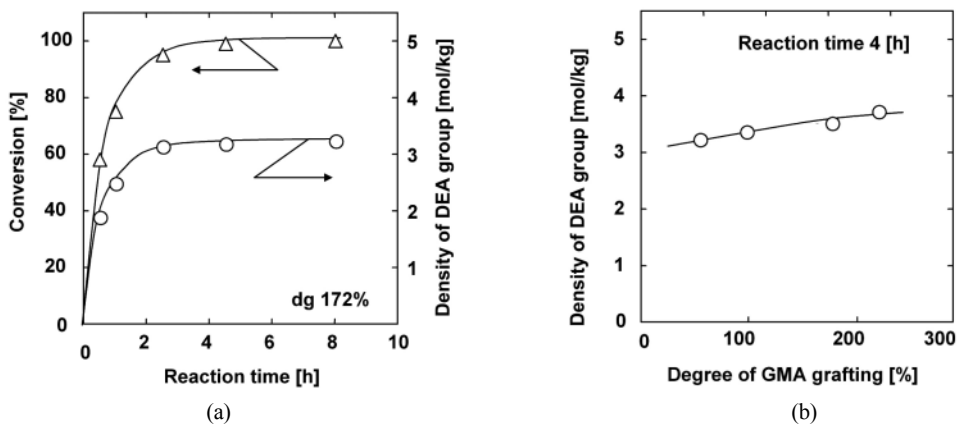 100
80
60
40
20
0
Conversion [%]
5
4
3
2
1
Density of DEA group [mol/kg]
dg 172%
0 2 4 6 8 10
Reaction time [h]
(a)
5
4
3
2
1
0
Density of DEA group [mol/kg]
Reaction time 4 [h]
0 100 200 300
Degree of GMA grafting [%]
(b)